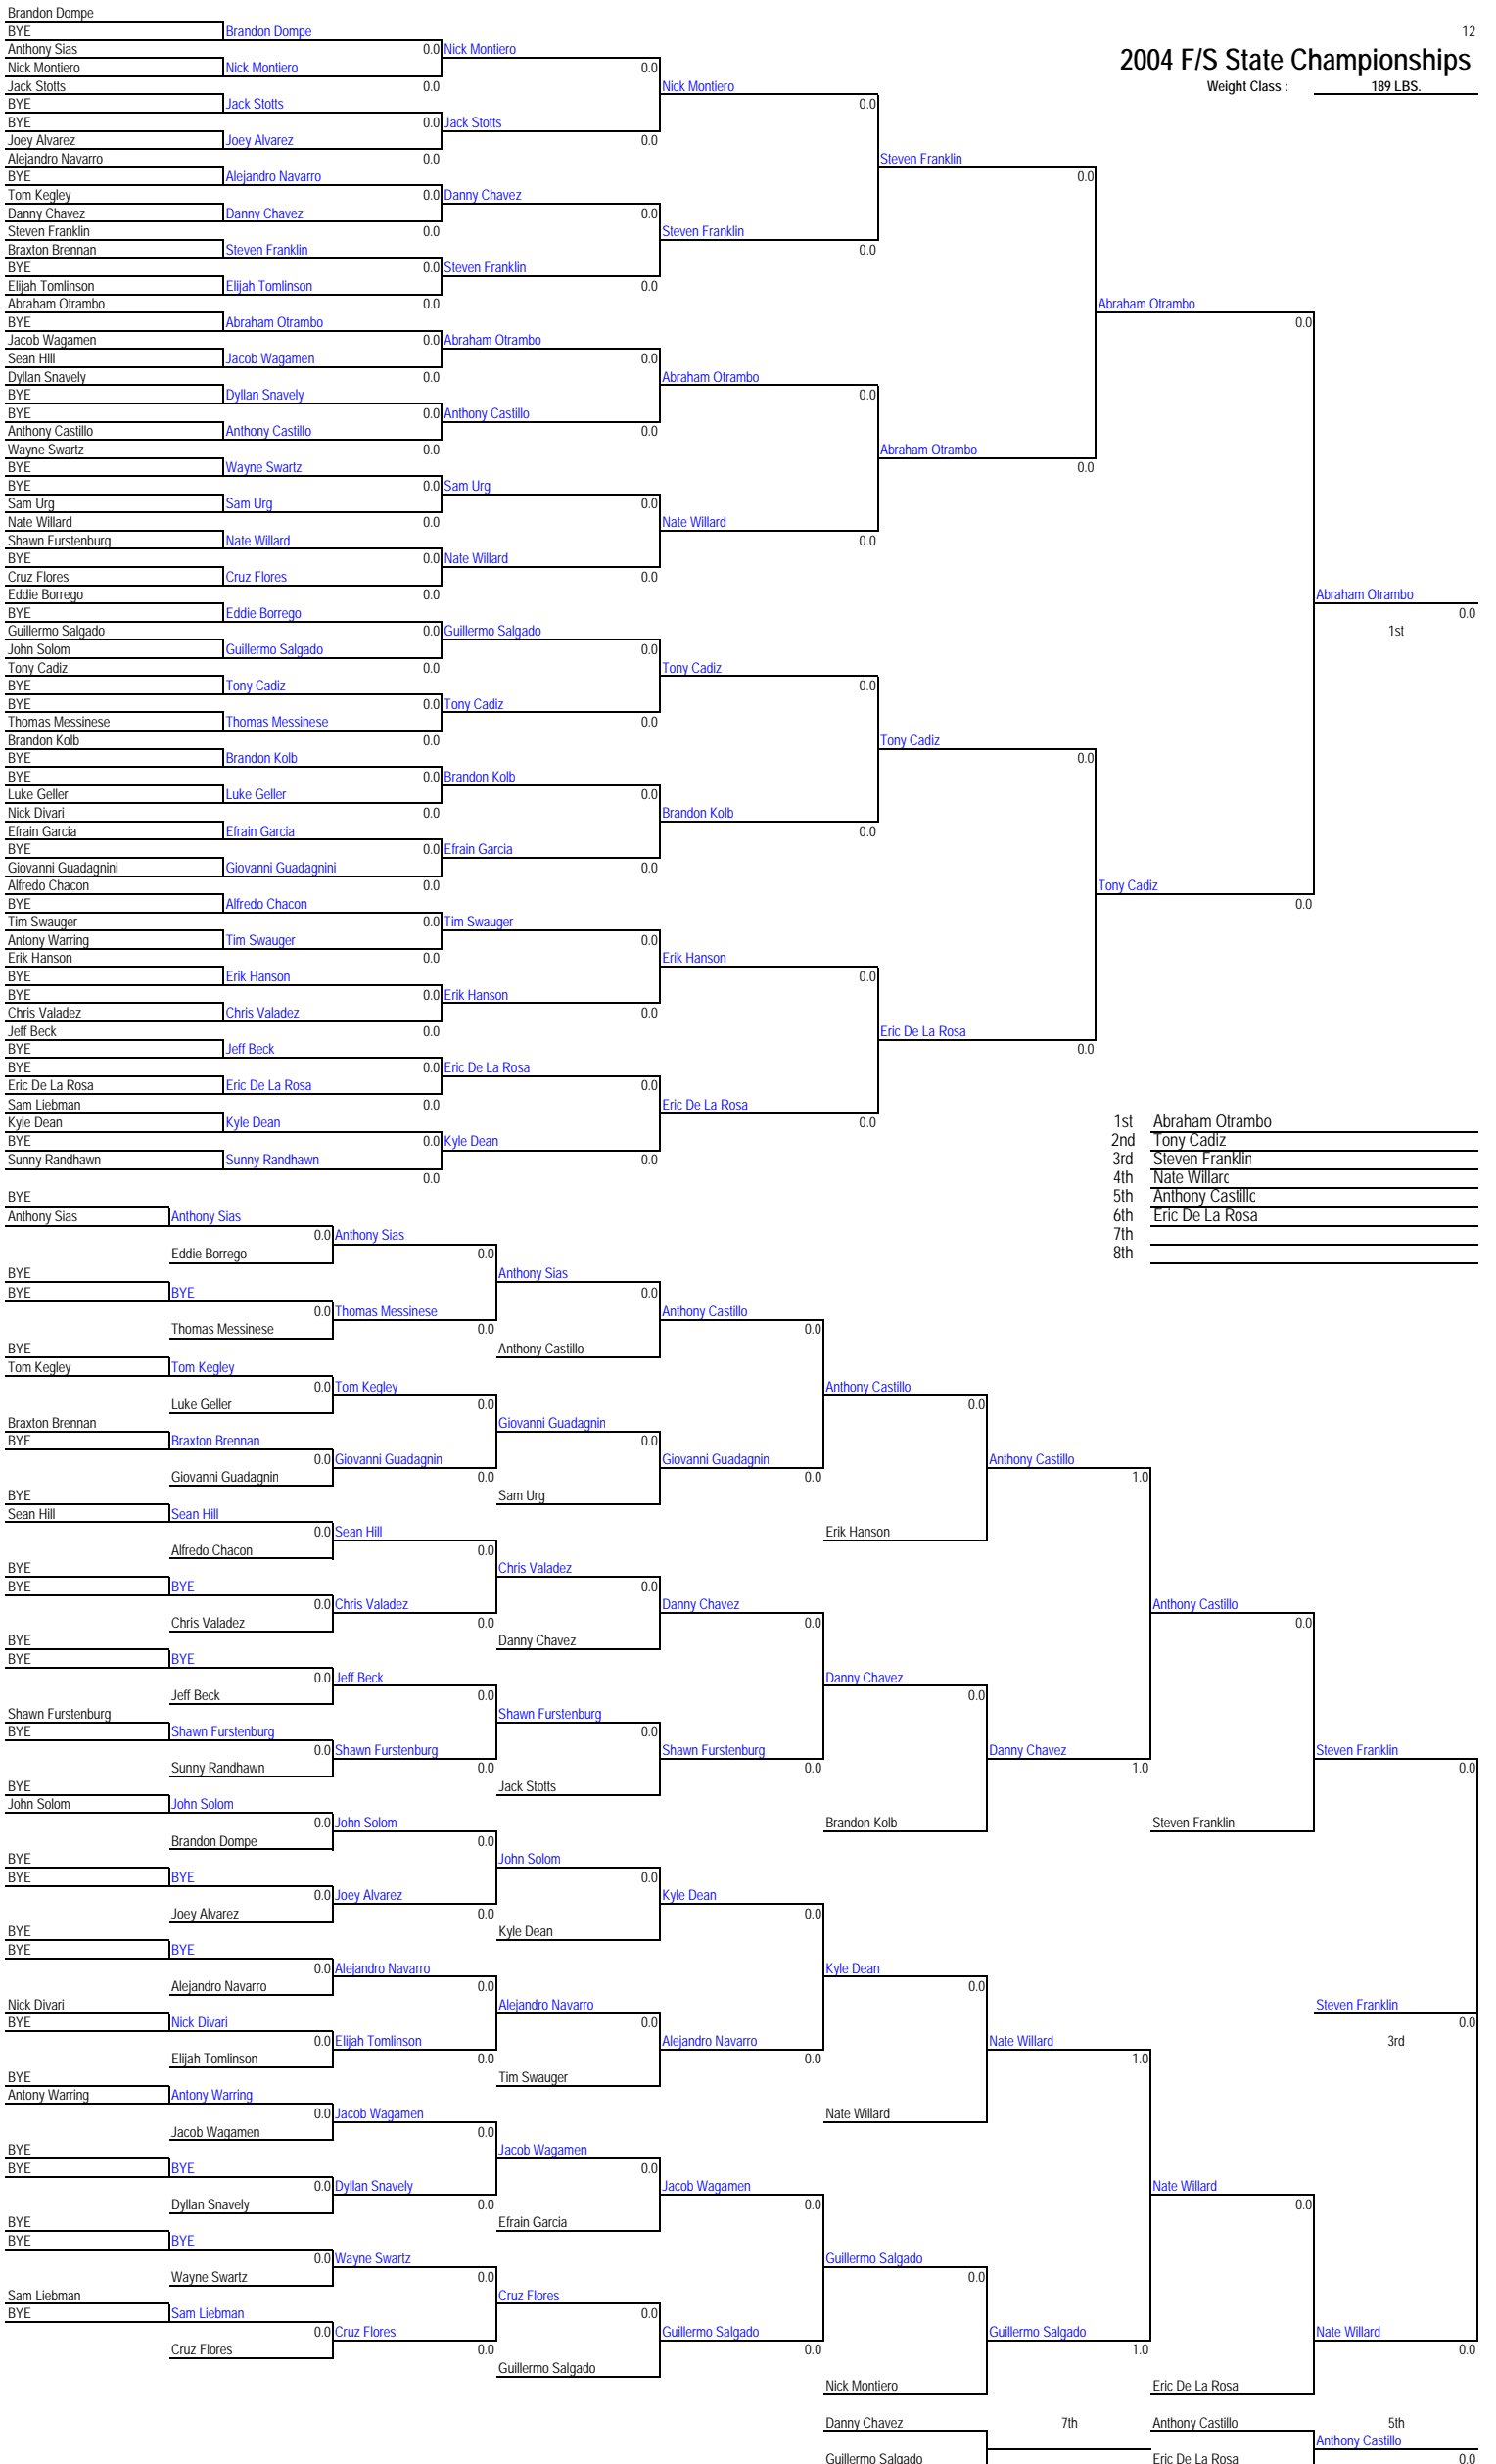 12
2004 F/S State Championships
Weight Class : 189 LBS.
Brandon Dompe
BYE Brandon Dompe
Anthony Sias 0.0 Nick Montiero
Nick Montiero Nick Montiero 0.0
Jack Stotts 0.0 Nick Montiero
BYE Jack Stotts 0.0
BYE 0.0 Jack Stotts
Joey Alvarez Joey Alvarez 0.0
Alejandro Navarro 0.0 Steven Franklin
BYE Alejandro Navarro 0.0
Tom Kegley 0.0 Danny Chavez
Danny Chavez Danny Chavez 0.0
Steven Franklin 0.0 Steven Franklin
Braxton Brennan Steven Franklin 0.0
BYE 0.0 Steven Franklin
Elijah Tomlinson Elijah Tomlinson 0.0
Abraham Otrambo 0.0 Abraham Otrambo
BYE Abraham Otrambo 0.0
Jacob Wagamen 0.0 Abraham Otrambo
Sean Hill Jacob Wagamen 0.0
Dyllan Snavely 0.0 Abraham Otrambo
BYE Dyllan Snavely 0.0
BYE 0.0 Anthony Castillo
Anthony Castillo Anthony Castillo 0.0
Wayne Swartz 0.0 Abraham Otrambo
BYE Wayne Swartz 0.0
BYE 0.0 Sam Urg
Sam Urg Sam Urg 0.0
Nate Willard 0.0 Nate Willard
Shawn Furstenburg Nate Willard 0.0
BYE 0.0 Nate Willard
Cruz Flores Cruz Flores 0.0
Eddie Borrego 0.0 Abraham Otrambo
BYE Eddie Borrego 0.0
Guillermo Salgado 0.0 Guillermo Salgado 1st
John Solom Guillermo Salgado 0.0
Tony Cadiz 0.0 Tony Cadiz
BYE Tony Cadiz 0.0
BYE 0.0 Tony Cadiz
Thomas Messinese Thomas Messinese 0.0
Brandon Kolb 0.0 Tony Cadiz
BYE Brandon Kolb 0.0
BYE 0.0 Brandon Kolb
Luke Geller Luke Geller 0.0
Nick Divari 0.0 Brandon Kolb
Efrain Garcia Efrain Garcia 0.0
BYE 0.0 Efrain Garcia
Giovanni Guadagnini Giovanni Guadagnini 0.0
Alfredo Chacon 0.0 Tony Cadiz
BYE Alfredo Chacon 0.0
Tim Swauger 0.0 Tim Swauger
Antony Warring Tim Swauger 0.0
Erik Hanson 0.0 Erik Hanson
BYE Erik Hanson 0.0
BYE 0.0 Erik Hanson
Chris Valadez Chris Valadez 0.0
Jeff Beck 0.0 Eric De La Rosa
BYE Jeff Beck 0.0
BYE 0.0 Eric De La Rosa
Eric De La Rosa Eric De La Rosa 0.0
Sam Liebman 0.0 Eric De La Rosa
Kyle Dean Kyle Dean 0.0
BYE 0.0 Kyle Dean
Sunny Randhawn Sunny Randhawn 0.0
0.0
1st Abraham Otrambo
2nd Tony Cadiz
3rd Steven Franklin
4th Nate Willard
5th Anthony Castillo
6th Eric De La Rosa
7th
8th
BYE
Anthony Sias Anthony Sias
0.0 Anthony Sias
Eddie Borrego 0.0
BYE Anthony Sias
BYE BYE 0.0
0.0 Thomas Messinese Anthony Castillo
Thomas Messinese 0.0 0.0
BYE Anthony Castillo
Tom Kegley Tom Kegley
0.0 Tom Kegley Anthony Castillo
Luke Geller 0.0 0.0
Braxton Brennan Giovanni Guadagnin
BYE Braxton Brennan 0.0
0.0 Giovanni Guadagnin Giovanni Guadagnin Anthony Castillo
Giovanni Guadagnin 0.0 0.0 1.0
BYE Sam Urg
Sean Hill Sean Hill
0.0 Sean Hill Erik Hanson
Alfredo Chacon 0.0
BYE Chris Valadez
BYE BYE 0.0
0.0 Chris Valadez Danny Chavez Anthony Castillo
Chris Valadez 0.0 0.0 0.0
BYE Danny Chavez
BYE BYE
0.0 Jeff Beck Danny Chavez
Jeff Beck 0.0 0.0
Shawn Furstenburg Shawn Furstenburg
BYE Shawn Furstenburg 0.0
0.0 Shawn Furstenburg Shawn Furstenburg Danny Chavez Steven Franklin
Sunny Randhawn 0.0 0.0 1.0 0.0
BYE Jack Stotts
John Solom John Solom
0.0 John Solom Brandon Kolb Steven Franklin
Brandon Dompe 0.0
BYE John Solom
BYE BYE 0.0
0.0 Joey Alvarez Kyle Dean
Joey Alvarez 0.0 0.0
BYE Kyle Dean
BYE BYE
0.0 Alejandro Navarro Kyle Dean
Alejandro Navarro 0.0 0.0
Nick Divari Alejandro Navarro Steven Franklin
BYE Nick Divari 0.0 0.0
0.0 Elijah Tomlinson Alejandro Navarro Nate Willard 3rd
Elijah Tomlinson 0.0 0.0 1.0
BYE Tim Swauger
Antony Warring Antony Warring
0.0 Jacob Wagamen Nate Willard
Jacob Wagamen 0.0
BYE Jacob Wagamen
BYE BYE 0.0
0.0 Dyllan Snavely Jacob Wagamen Nate Willard
Dyllan Snavely 0.0 0.0 0.0
BYE Efrain Garcia
BYE BYE
0.0 Wayne Swartz Guillermo Salgado
Wayne Swartz 0.0 0.0
Sam Liebman Cruz Flores
BYE Sam Liebman 0.0
0.0 Cruz Flores Guillermo Salgado Guillermo Salgado Nate Willard
Cruz Flores 0.0 0.0 1.0 0.0
Guillermo Salgado
Nick Montiero Eric De La Rosa
Danny Chavez 7th Anthony Castillo 5th
Anthony Castillo
Guillermo Salgado Eric De La Rosa 0.0